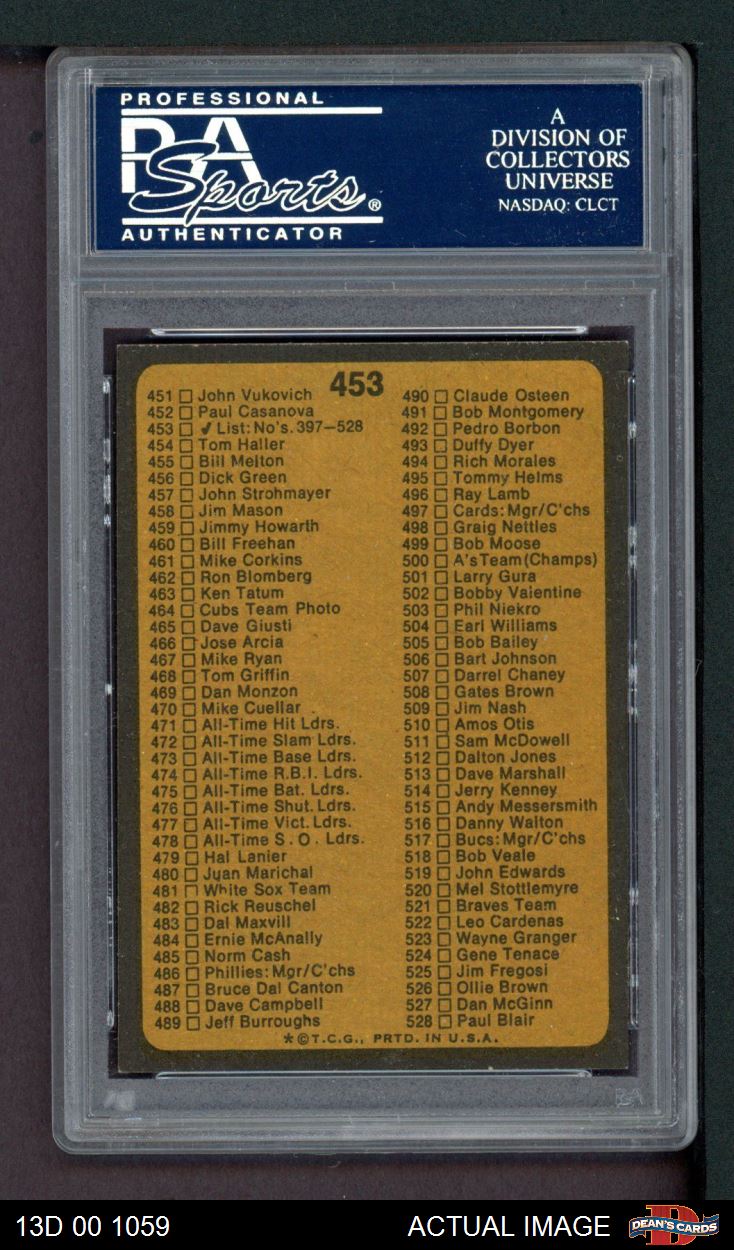 PROFESSIONAL
PSA
Sports®
AUTHENTICATOR
A
DIVISION OF
COLLECTORS
UNIVERSE
NASDAQ: CLCT
453
451 John Vukovich
452 Paul Casanova
453 ✓ List: No's. 397–528
454 Tom Haller
455 Bill Melton
456 Dick Green
457 John Strohmayer
458 Jim Mason
459 Jimmy Howarth
460 Bill Freehan
461 Mike Corkins
462 Ron Blomberg
463 Ken Tatum
464 Cubs Team Photo
465 Dave Giusti
466 Jose Arcia
467 Mike Ryan
468 Tom Griffin
469 Dan Monzon
470 Mike Cuellar
471 All-Time Hit Ldrs.
472 All-Time Slam Ldrs.
473 All-Time Base Ldrs.
474 All-Time R.B.I. Ldrs.
475 All-Time Bat. Ldrs.
476 All-Time Shut. Ldrs.
477 All-Time Vict. Ldrs.
478 All-Time S. O. Ldrs.
479 Hal Lanier
480 Juan Marichal
481 White Sox Team
482 Rick Reuschel
483 Dal Maxvill
484 Ernie McAnally
485 Norm Cash
486 Phillies: Mgr/C'chs
487 Bruce Dal Canton
488 Dave Campbell
489 Jeff Burroughs
490 Claude Osteen
491 Bob Montgomery
492 Pedro Borbon
493 Duffy Dyer
494 Rich Morales
495 Tommy Helms
496 Ray Lamb
497 Cards: Mgr/C'chs
498 Graig Nettles
499 Bob Moose
500 A's Team (Champs)
501 Larry Gura
502 Bobby Valentine
503 Phil Niekro
504 Earl Williams
505 Bob Bailey
506 Bart Johnson
507 Darrel Chaney
508 Gates Brown
509 Jim Nash
510 Amos Otis
511 Sam McDowell
512 Dalton Jones
513 Dave Marshall
514 Jerry Kenney
515 Andy Messersmith
516 Danny Walton
517 Bucs: Mgr/C'chs
518 Bob Veale
519 John Edwards
520 Mel Stottlemyre
521 Braves Team
522 Leo Cardenas
523 Wayne Granger
524 Gene Tenace
525 Jim Fregosi
526 Ollie Brown
527 Dan McGinn
528 Paul Blair
*©T.C.G., PRTD. IN U.S.A.
13D 00 1059
ACTUAL IMAGE
DEAN'S CARDS